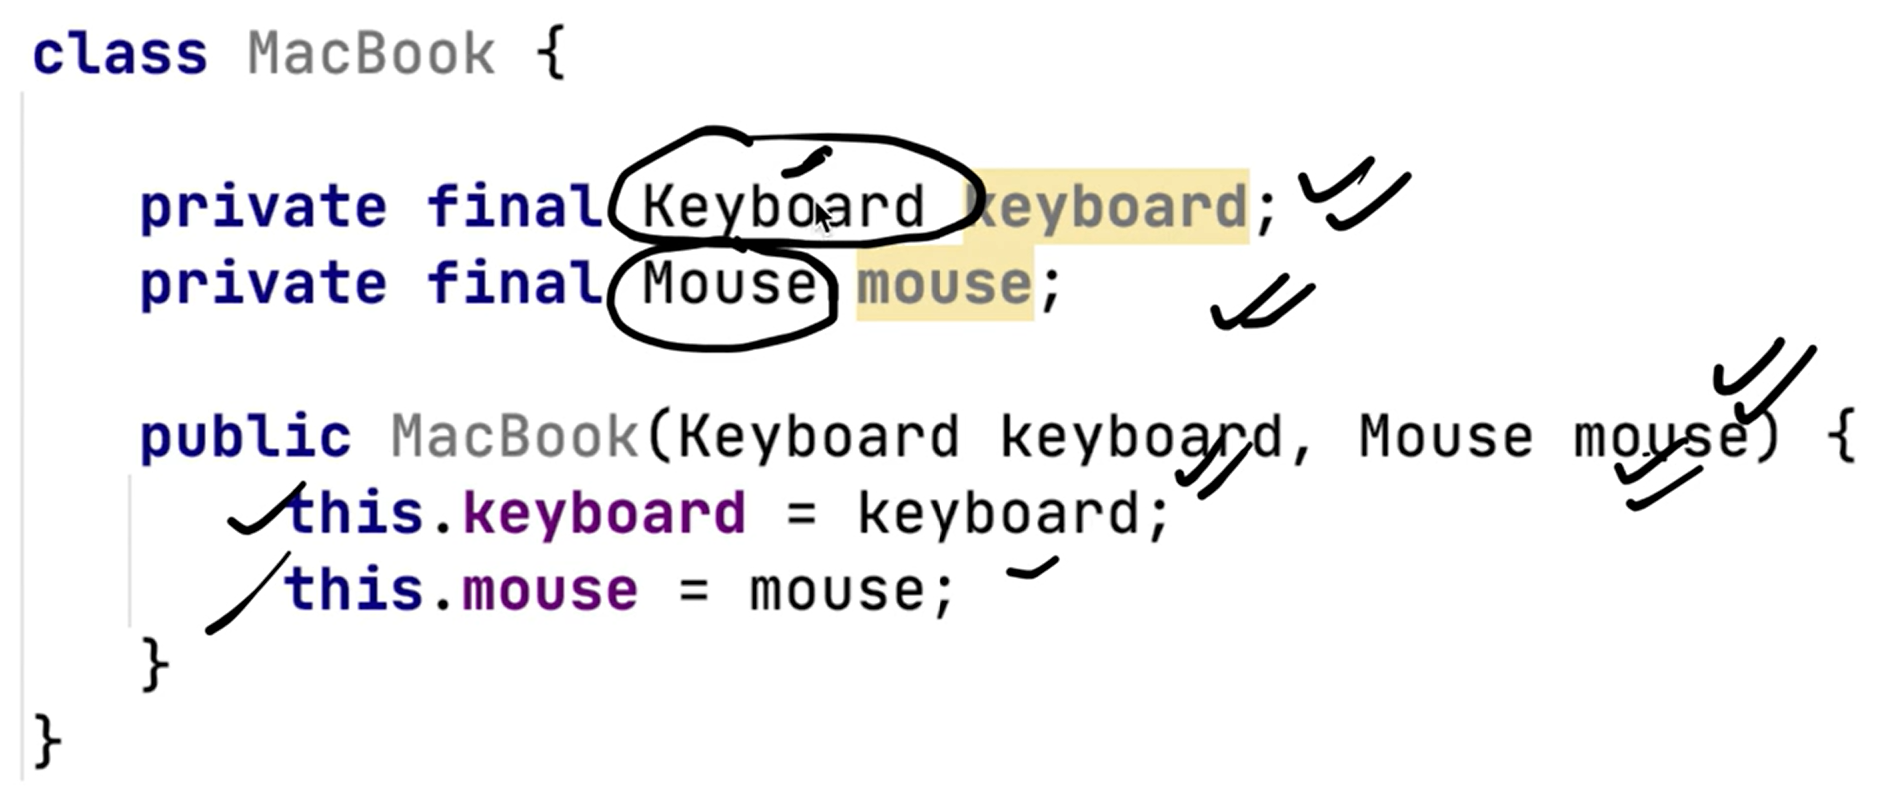 class MacBook {
private final Keyboard keyboard;
private final Mouse mouse;
public MacBook(Keyboard keyboard, Mouse mouse) {
this.keyboard = keyboard;
this.mouse = mouse;
}
}